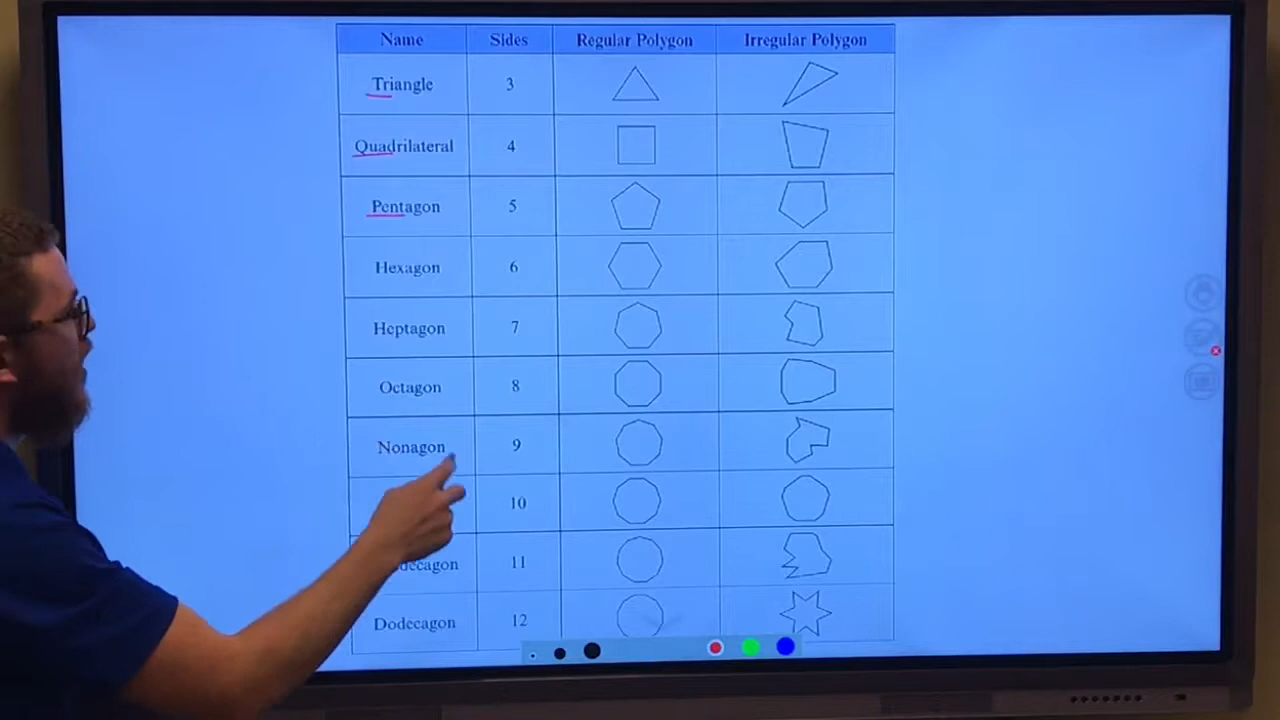 Name Sides Regular Polygon Irregular Polygon
Triangle 3
Quadrilateral 4
Pentagon 5
Hexagon 6
Heptagon 7
Octagon 8
Nonagon 9
10
11
Dodecagon 12